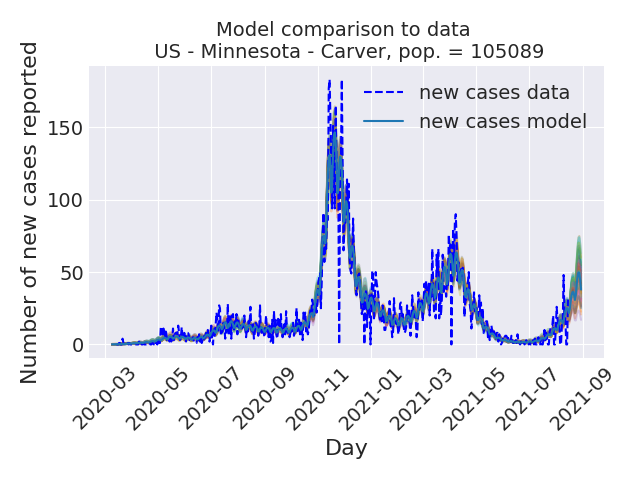 Model comparison to data
US - Minnesota - Carver, pop. = 105089
Number of new cases reported
150
100
50
0
new cases data
new cases model
2020-03
2020-05
2020-07
2020-09
2020-11
2021-01
2021-03
2021-05
2021-07
2021-09
Day